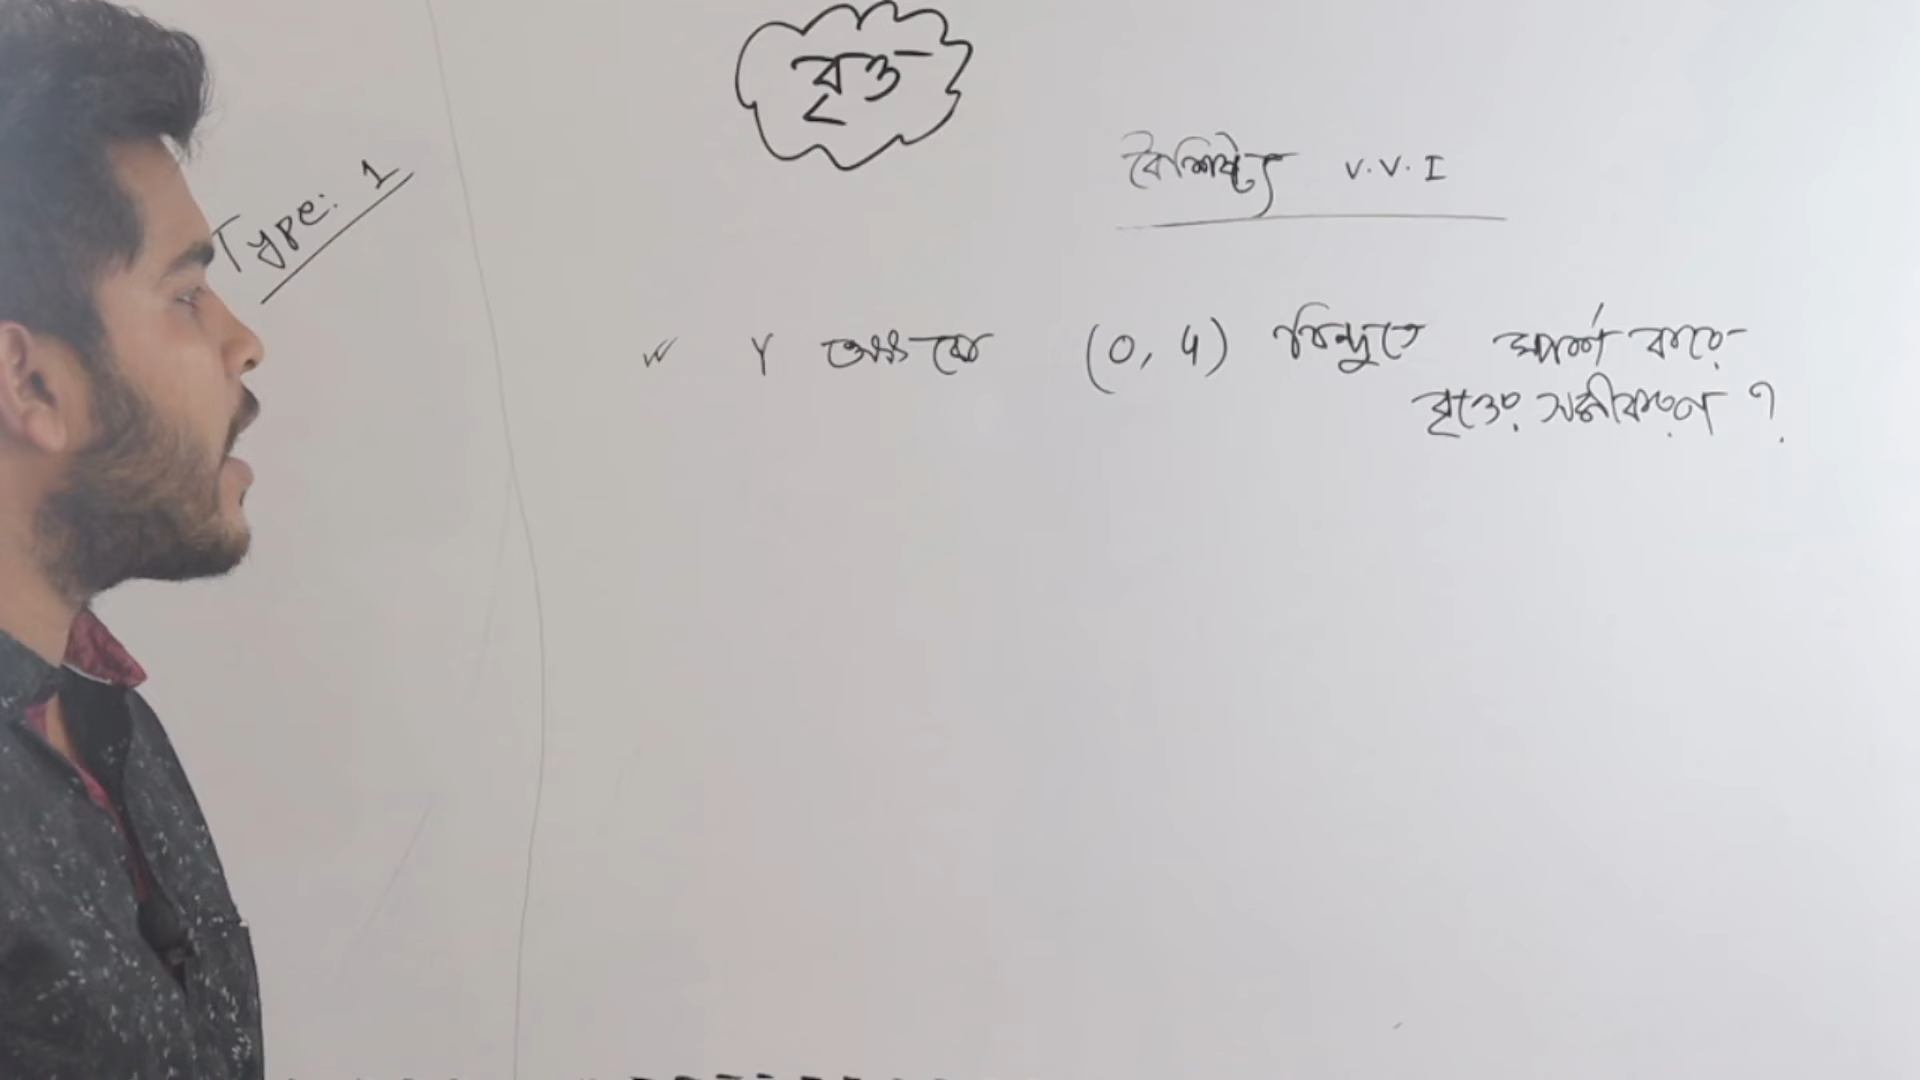 বৃত্ত
বৈশিষ্ট্য V.V.I
Type: 1
Y অক্ষকে (0, 4) বিন্দুতে স্পর্শ করে
বৃত্তের সমীকরণ ?